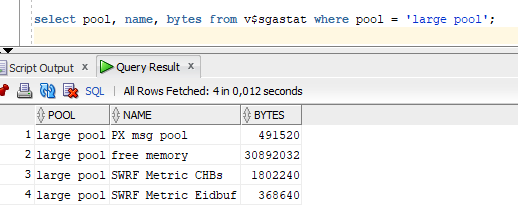 select pool, name, bytes from v$sgastat where pool = 'large pool';
Script Output x Query Result x
SQL | All Rows Fetched: 4 in 0,012 seconds
POOL NAME BYTES
1 large pool PX msg pool 491520
2 large pool free memory 30892032
3 large pool SWRF Metric CHBs 1802240
4 large pool SWRF Metric Eidbuf 368640